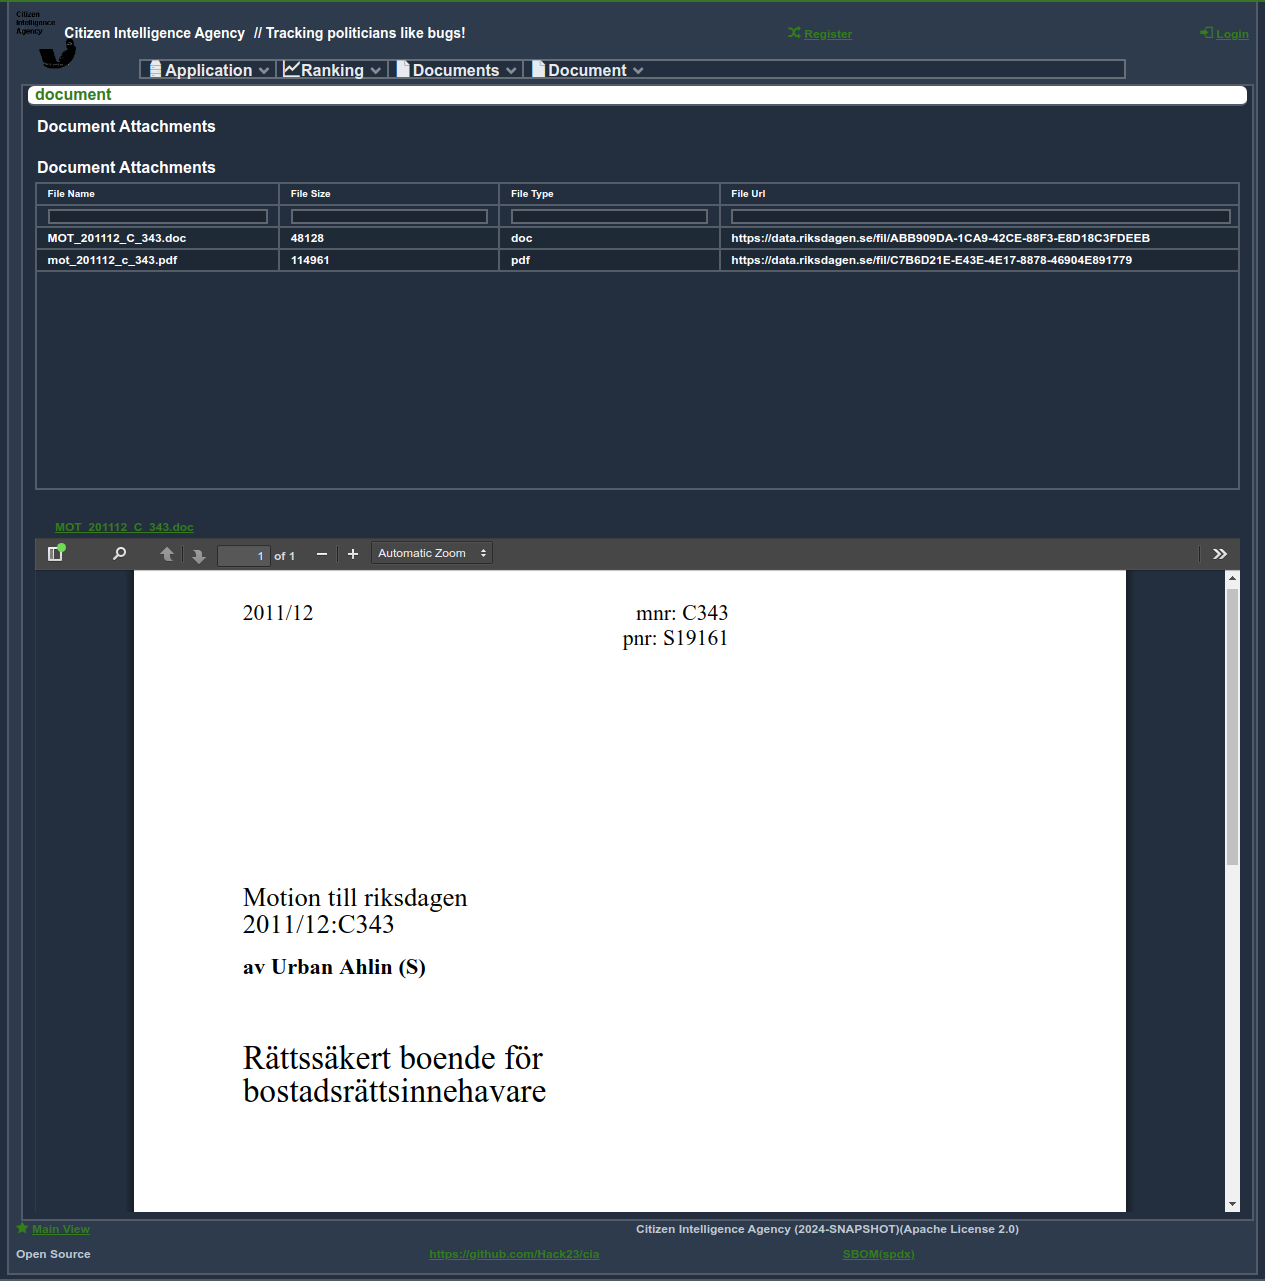 Citizen
Intelligence
Agency
Citizen Intelligence Agency // Tracking politicians like bugs!
Register
Login
Application
Ranking
Documents
Document
document
Document Attachments
Document Attachments
File Name File Size File Type File Url
MOT_201112_C_343.doc 48128 doc https://data.riksdagen.se/fil/ABB909DA-1CA9-42CE-88F3-E8D18C3FDEEB
mot_201112_c_343.pdf 114961 pdf https://data.riksdagen.se/fil/C7B6D21E-E43E-4E17-8878-46904E891779
MOT_201112_C_343.doc
1 of 1 Automatic Zoom
2011/12 mnr: C343
pnr: S19161
Motion till riksdagen
2011/12:C343
av Urban Ahlin (S)
Rättssäkert boende för
bostadsrättsinnehavare
Main View Citizen Intelligence Agency (2024-SNAPSHOT)(Apache License 2.0)
Open Source https://github.com/Hack23/cia SBOM(spdx)